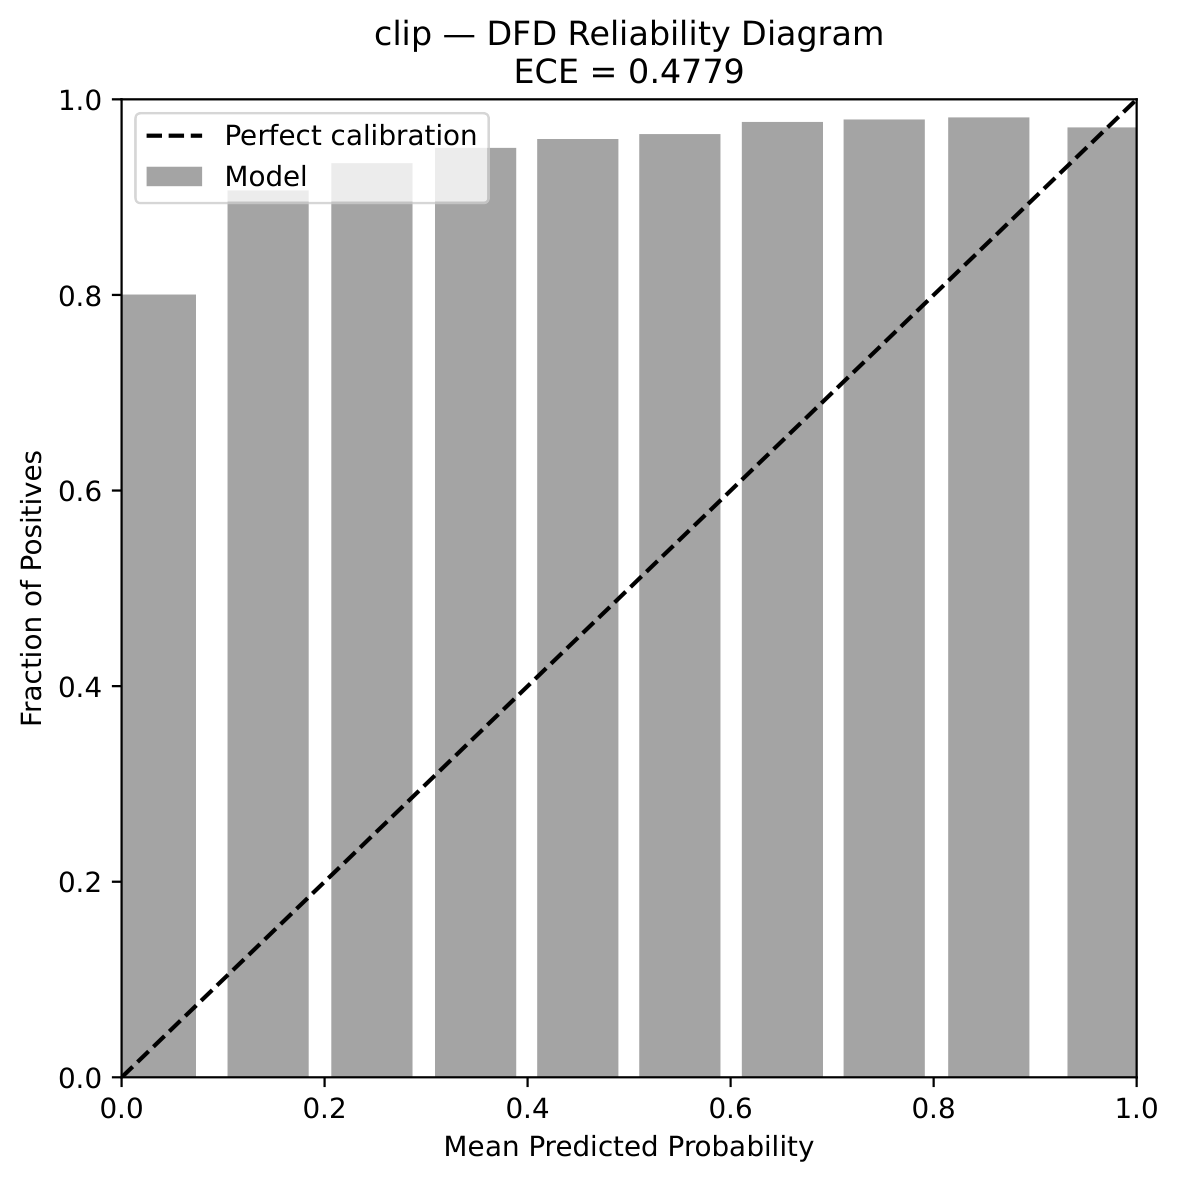 clip — DFD Reliability Diagram
ECE = 0.4779
Perfect calibration
Model
Fraction of Positives
1.0
0.8
0.6
0.4
0.2
0.0
0.0 0.2 0.4 0.6 0.8 1.0
Mean Predicted Probability